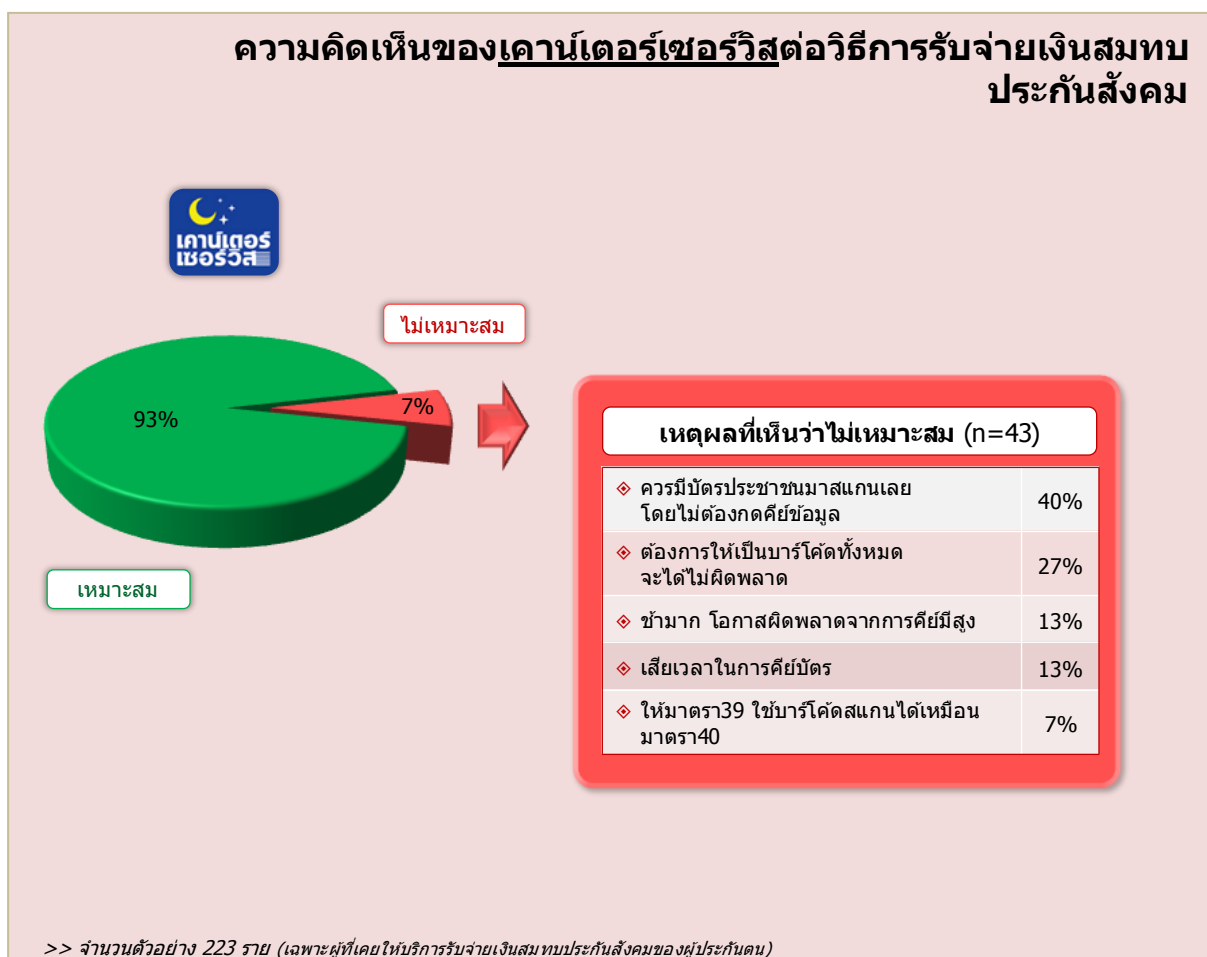 ความคิดเห็นของเคาน์เตอร์เซอร์วิสต่อวิธีการรับจ่ายเงินสมทบ
ประกันสังคม
เคาน์เตอร์
เซอร์วิส
ไม่เหมาะสม
93%
7%
เหมาะสม
เหตุผลที่เห็นว่าไม่เหมาะสม (n=43)
ควรมีบัตรประชาชนมาสแกนเลย
โดยไม่ต้องกดคีย์ข้อมูล
40%
ต้องการให้เป็นบาร์โค้ดทั้งหมด
จะได้ไม่ผิดพลาด
27%
ช้ามาก โอกาสผิดพลาดจากการคีย์มีสูง
13%
เสียเวลาในการคีย์บัตร
13%
ให้มาตรา39 ใช้บาร์โค้ดสแกนได้เหมือน
มาตรา40
7%
>> จำนวนตัวอย่าง 223 ราย (เฉพาะผู้ที่เคยให้บริการรับจ่ายเงินสมทบประกันสังคมของผู้ประกันตน)